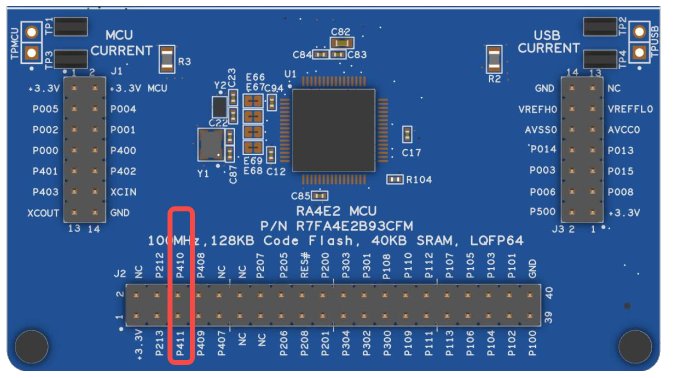 TP1
TP2
TPMCU
MCU
CURRENT
TP3
R3
C82
C84
C83
USB
CURRENT
R2
TPUSB
TP4
1 2 J1
+3.3V +3.3V MCU
P005 P004
P002 P001
P000 P400
P401 P402
P403 XCIN
XCOUT GND
13 14
Y2
C23
E66
E67
C94
U1
C22
Y1
C87
E69
E68
C12
C17
R104
C85
14 13
GND NC
VREFH0 VREFFL0
AVSS0 AVCC0
P014 P013
P003 P015
P006 P008
P500 +3.3V
J3 2 1
RA4E2 MCU
P/N R7FA4E2B93CFM
100MHz,128KB Code Flash, 40KB SRAM, LQFP64
J2 NC P212 P410 P408 NC NC P207 P205 RES# P200 P303 P301 P108 P110 P112 P107 P105 P103 P101 GND
2 40
1 39
+3.3V P213 P411 P409 P407 NC NC P206 P208 P201 P304 P302 P300 P109 P111 P113 P106 P104 P102 P100